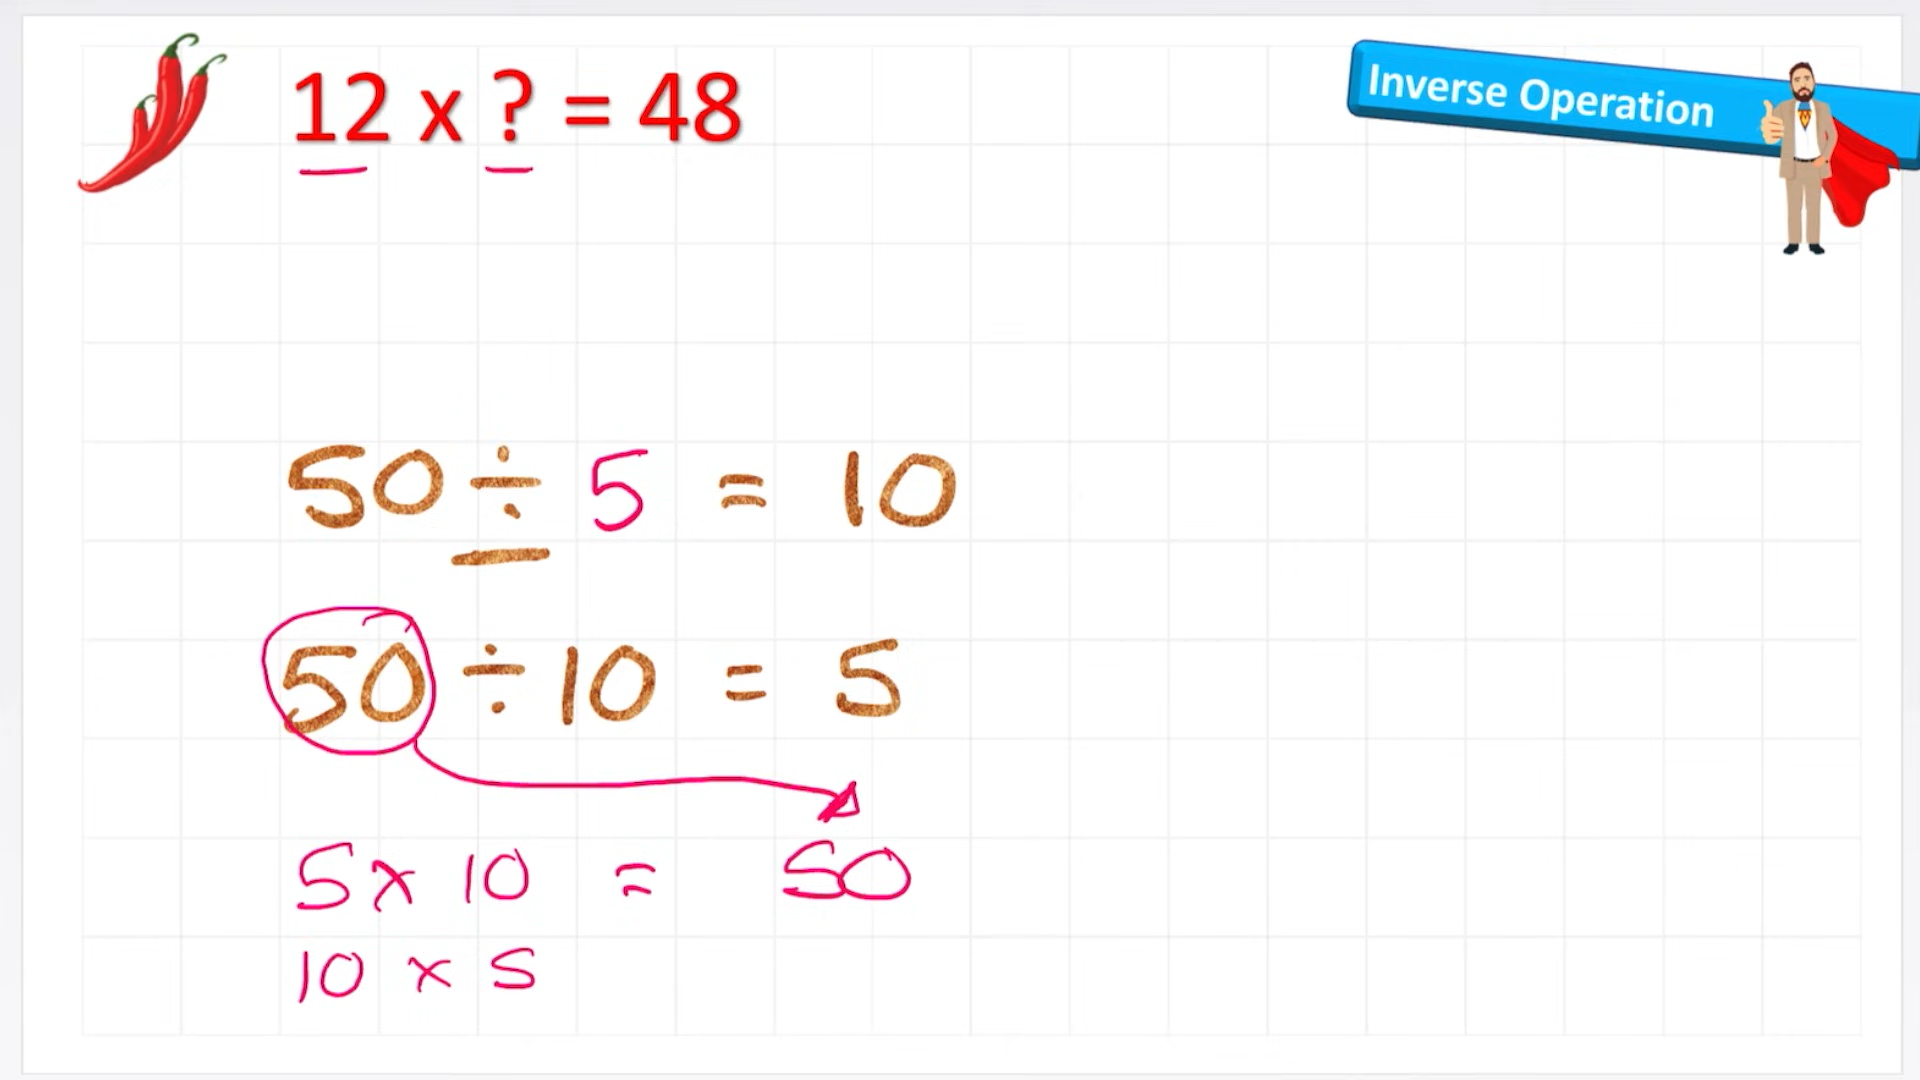 12 x ? = 48
Inverse Operation
50 ÷ 5 = 10
50 ÷ 10 = 5
5 x 10 = 50
10 x 5